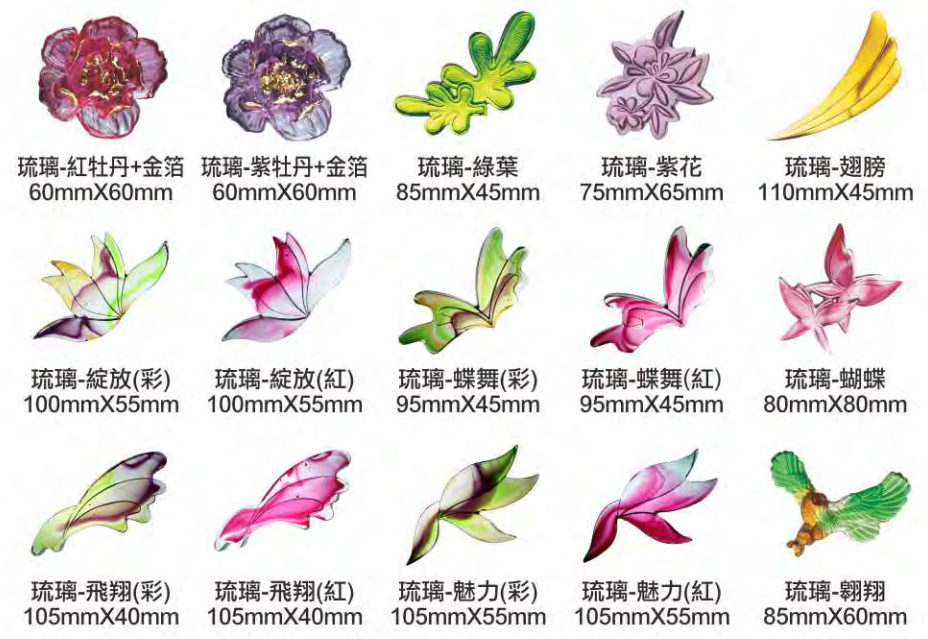 琉璃-紅牡丹+金箔 琉璃-紫牡丹+金箔 琉璃-綠葉 琉璃-紫花 琉璃-翅膀
60mmX60mm 60mmX60mm 85mmX45mm 75mmX65mm 110mmX45mm
琉璃-綻放(彩) 琉璃-綻放(紅) 琉璃-蝶舞(彩) 琉璃-蝶舞(紅) 琉璃-蝴蝶
100mmX55mm 100mmX55mm 95mmX45mm 95mmX45mm 80mmX80mm
琉璃-飛翔(彩) 琉璃-飛翔(紅) 琉璃-魅力(彩) 琉璃-魅力(紅) 琉璃-翱翔
105mmX40mm 105mmX40mm 105mmX55mm 105mmX55mm 85mmX60mm